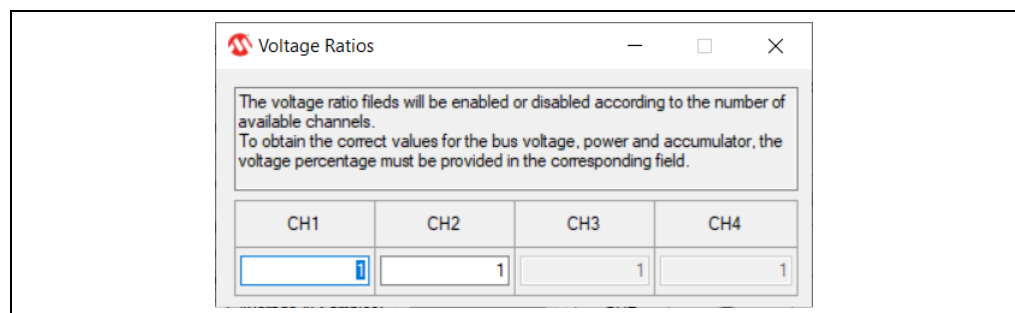 Voltage Ratios
The voltage ratio fileds will be enabled or disabled according to the number of
available channels.
To obtain the correct values for the bus voltage, power and accumulator, the
voltage percentage must be provided in the corresponding field.
CH1 CH2 CH3 CH4
1 1 1 1